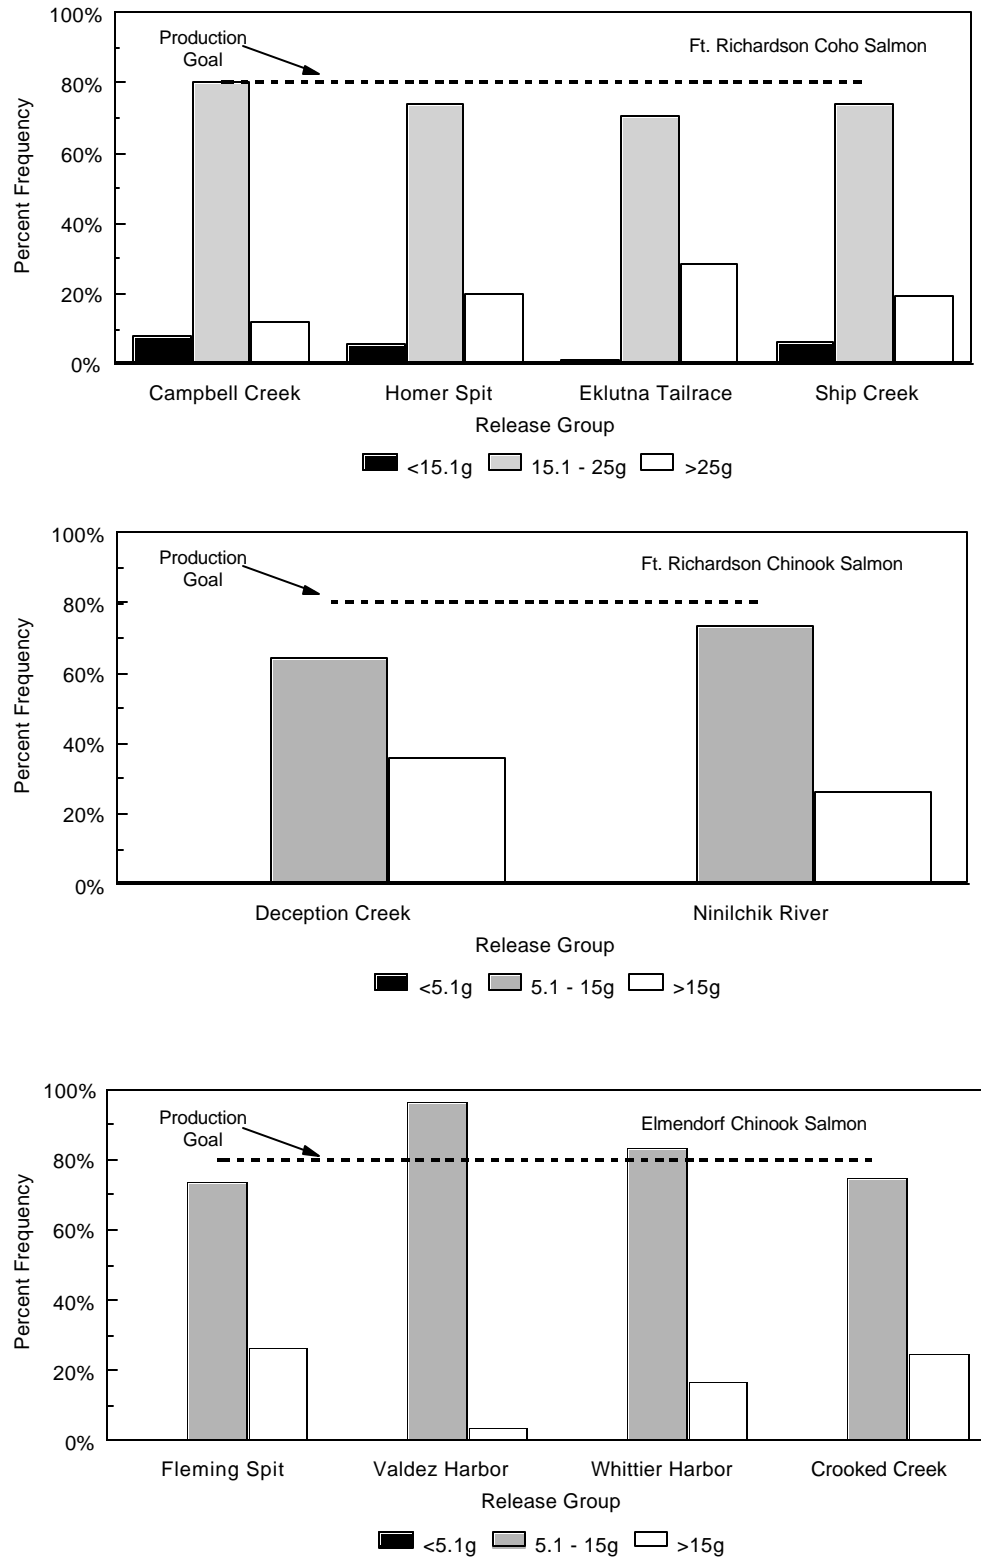 100%
Production
Goal
Ft. Richardson Coho Salmon
80%
60%
40%
20%
0%
Percent Frequency
Campbell Creek Homer Spit Eklutna Tailrace Ship Creek
Release Group
<15.1g 15.1 - 25g >25g
100%
Production
Goal
Ft. Richardson Chinook Salmon
80%
60%
40%
20%
0%
Percent Frequency
Deception Creek Ninilchik River
Release Group
<5.1g 5.1 - 15g >15g
100%
Production
Goal
Elmendorf Chinook Salmon
80%
60%
40%
20%
0%
Percent Frequency
Fleming Spit Valdez Harbor Whittier Harbor Crooked Creek
Release Group
<5.1g 5.1 - 15g >15g